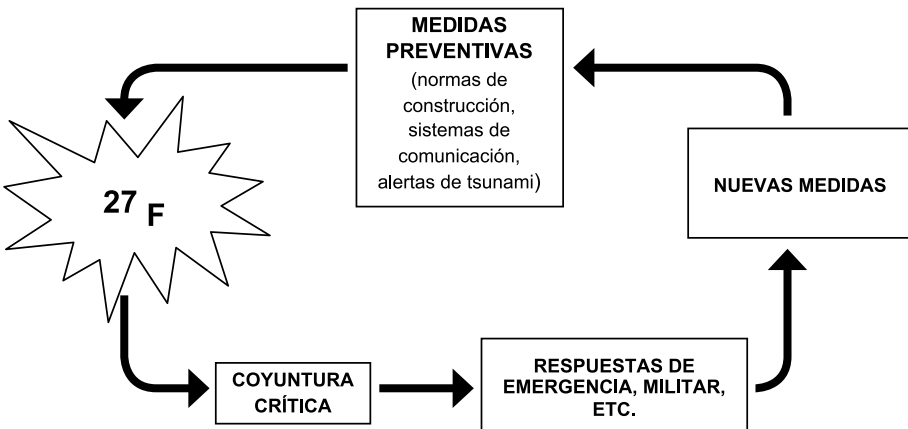 MEDIDAS
PREVENTIVAS
(normas de
construcción,
sistemas de
comunicación,
alertas de tsunami)
27 F
NUEVAS MEDIDAS
COYUNTURA
CRÍTICA
RESPUESTAS DE
EMERGENCIA, MILITAR,
ETC.